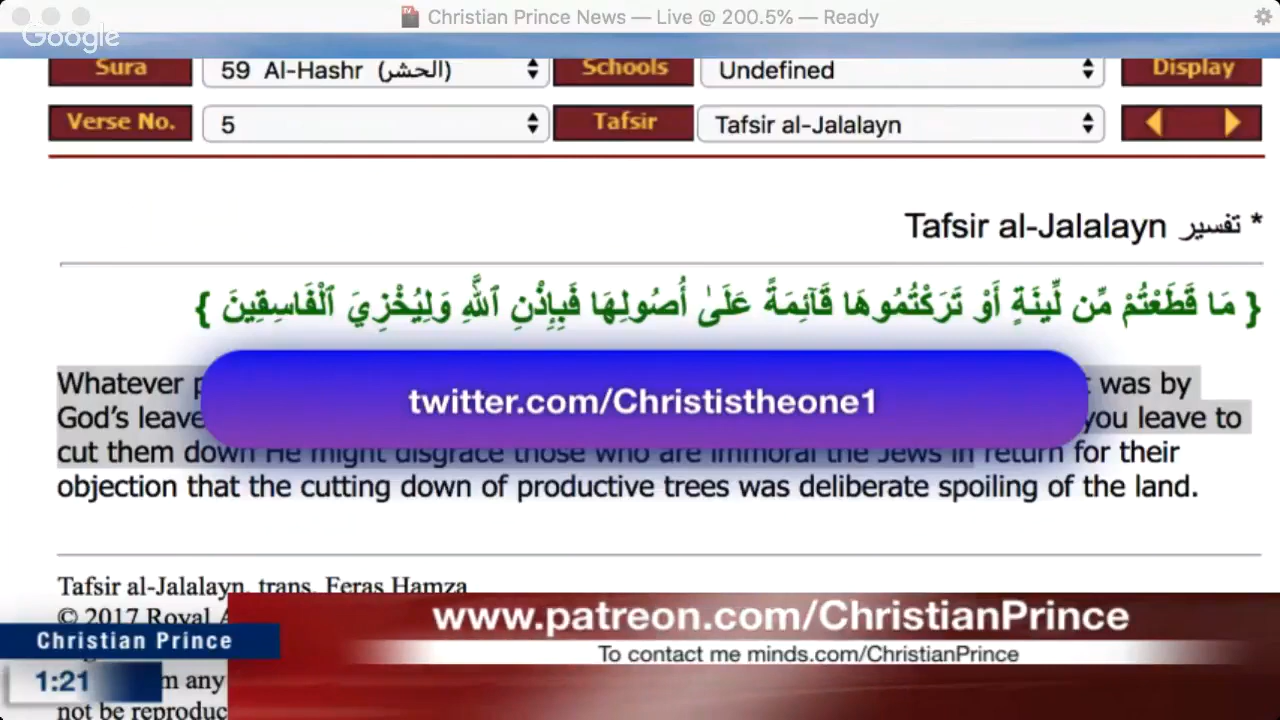 Christian Prince News — Live @ 200.5% — Ready
Google
Sura 59 Al-Hashr (الحشر) Schools Undefined Display
Verse No. 5 Tafsir Tafsir al-Jalalayn
* تفسير Tafsir al-Jalalayn
{ مَا قَطَعْتُمْ مِّن لِّينَةٍ أَوْ تَرَكْتُمُوهَا قَآئِمَةً عَلَىٰ أُصُولِهَا فَبِإِذْنِ ٱللَّهِ وَلِيُخْزِيَ ٱلْفَاسِقِينَ }
Whatever was by
twitter.com/Christistheone1
God’s leave you leave to
cut them down He might disgrace those who are immoral the Jews in return for their
objection that the cutting down of productive trees was deliberate spoiling of the land.
Tafsir al-Jalalayn, trans. Feras Hamza
© 2017 Royal
www.patreon.com/ChristianPrince
Christian Prince
To contact me minds.com/ChristianPrince
1:21
any
not be